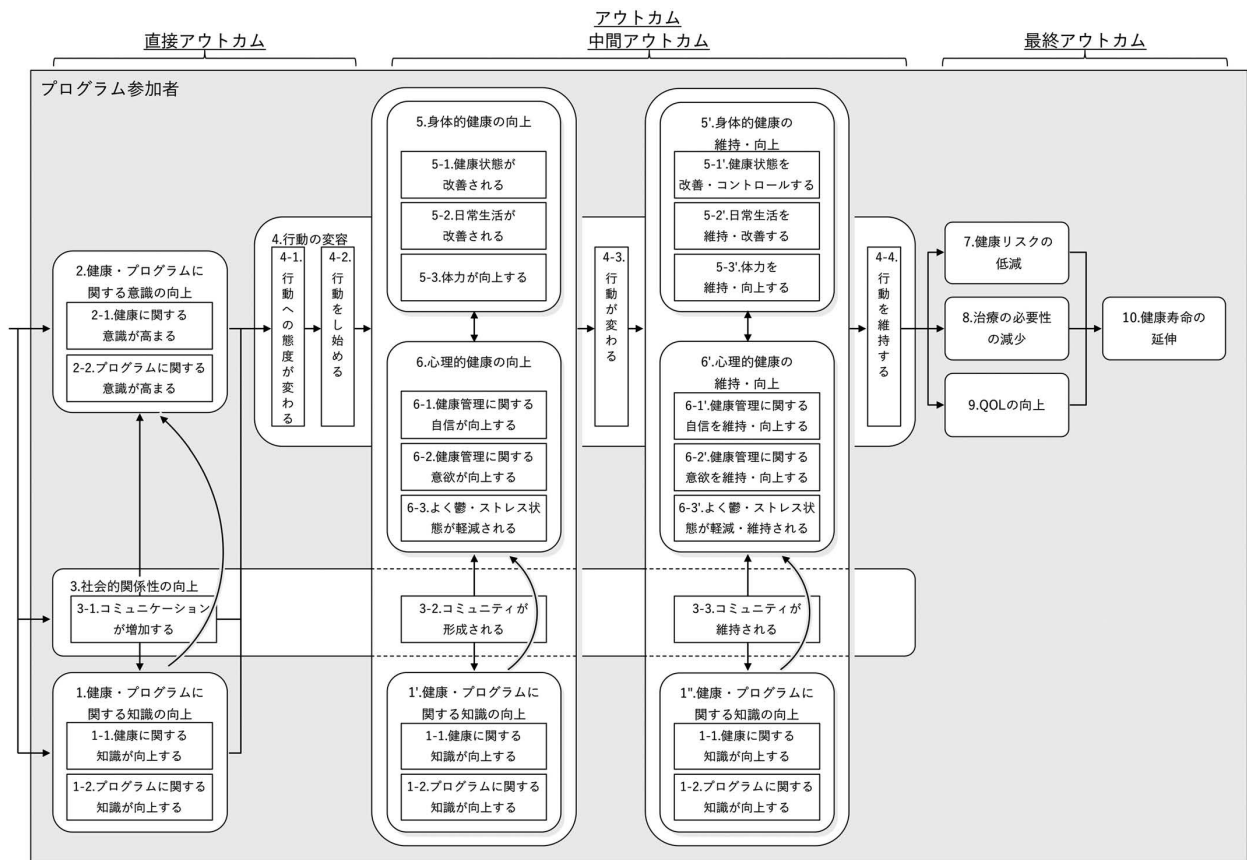 アウトカム
直接アウトカム
中間アウトカム
最終アウトカム
プログラム参加者
2.健康・プログラムに
関する意識の向上
2-1.健康に関する
意識が高まる
2-2.プログラムに関する
意識が高まる
3.社会的関係性の向上
3-1.コミュニケーション
が増加する
1.健康・プログラムに
関する知識の向上
1-1.健康に関する
知識が向上する
1-2.プログラムに関する
知識が向上する
4.行動の変容
4-1.行動への態度が変わる
4-2.行動をし始める
5.身体的健康の向上
5-1.健康状態が
改善される
5-2.日常生活が
改善される
5-3.体力が向上する
6.心理的健康の向上
6-1.健康管理に関する
自信が向上する
6-2.健康管理に関する
意欲が向上する
6-3.よく鬱・ストレス状
態が軽減される
3-2.コミュニティが
形成される
1'.健康・プログラムに
関する知識の向上
1-1.健康に関する
知識が向上する
1-2.プログラムに関する
知識が向上する
4-3.行動が変わる
5'.身体的健康の
維持・向上
5-1'.健康状態を
改善・コントロールする
5-2'.日常生活を
維持・改善する
5-3'.体力を
維持・向上する
6'.心理的健康の
維持・向上
6-1'.健康管理に関する
自信を維持・向上する
6-2'.健康管理に関する
意欲を維持・向上する
6-3'.よく鬱・ストレス状
態が軽減・維持される
3-3.コミュニティが
維持される
1".健康・プログラムに
関する知識の向上
1-1.健康に関する
知識が向上する
1-2.プログラムに関する
知識が向上する
4-4.行動を維持する
7.健康リスクの
低減
8.治療の必要性
の減少
9.QOLの向上
10.健康寿命の
延伸